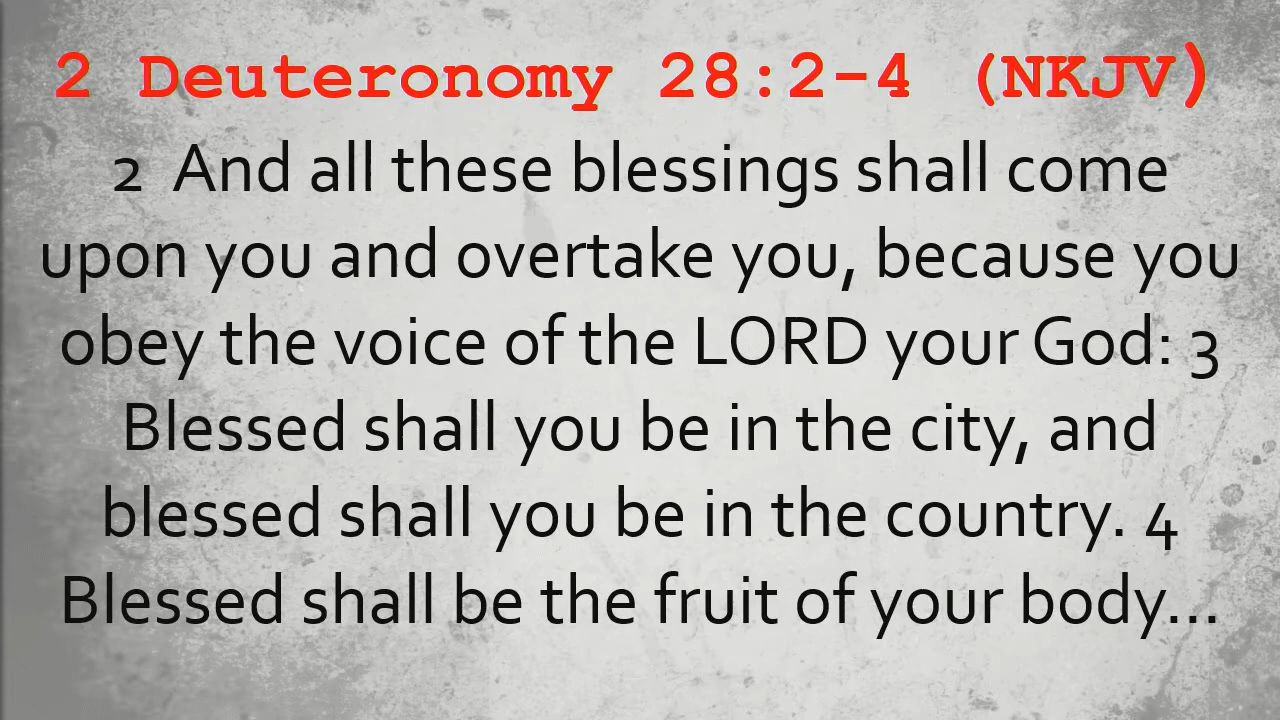 2 Deuteronomy 28:2-4 (NKJV)
2 And all these blessings shall come
upon you and overtake you, because you
obey the voice of the LORD your God: 3
Blessed shall you be in the city, and
blessed shall you be in the country. 4
Blessed shall be the fruit of your body...